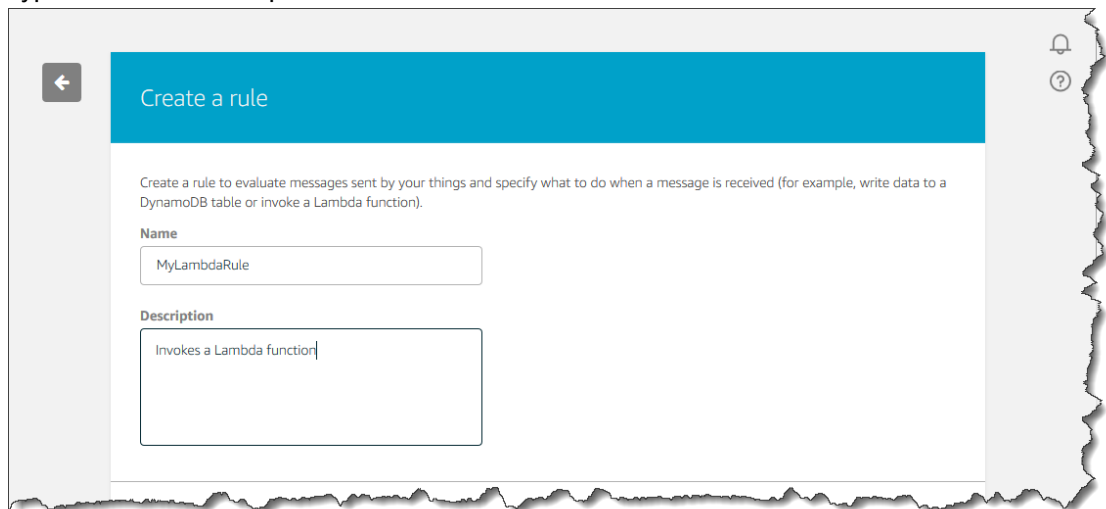 Create a rule
Create a rule to evaluate messages sent by your things and specify what to do when a message is received (for example, write data to a
DynamoDB table or invoke a Lambda function).
Name
MyLambdaRule
Description
Invokes a Lambda function